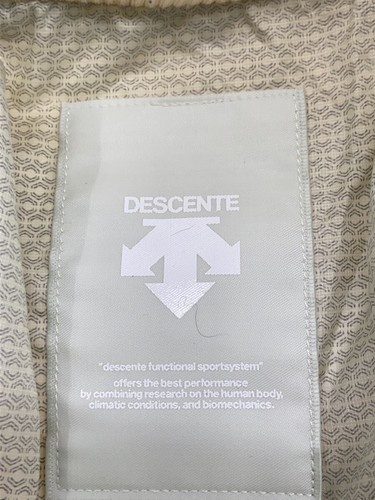 DESCENTE
"descente functional sportsystem"
offers the best performance
by combining research on the human body,
climatic conditions, and biomechanics.